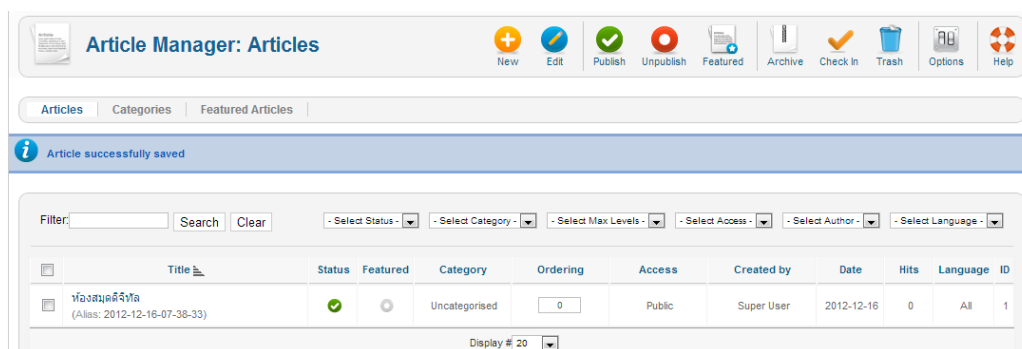 Article Manager: Articles
New Edit Publish Unpublish Featured Archive Check In Trash Options Help
Articles Categories Featured Articles
Article successfully saved
Filter: Search Clear - Select Status - - Select Category - - Select Max Levels - - Select Access - - Select Author - - Select Language -
Title Status Featured Category Ordering Access Created by Date Hits Language ID
ห้องสมุดดิจิทัล
(Alias: 2012-12-16-07-38-33) Uncategorised 0 Public Super User 2012-12-16 0 All 1
Display # 20